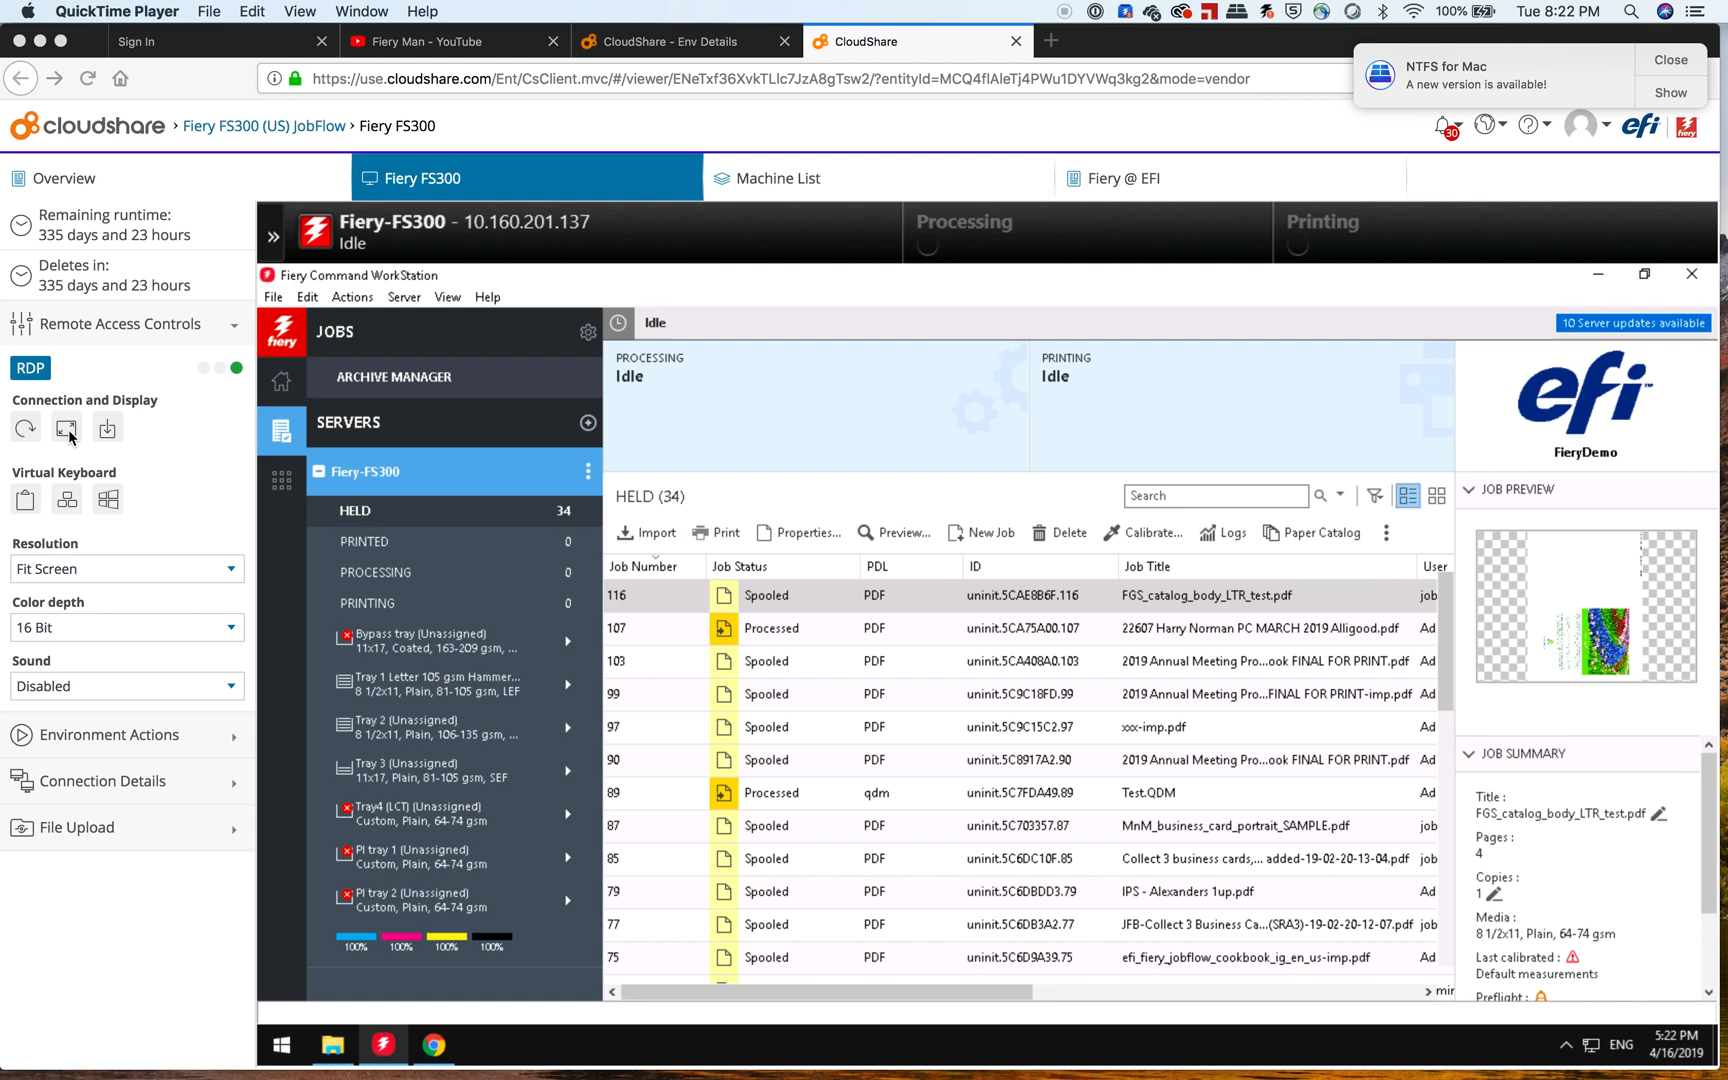 QuickTime Player File Edit View Window Help
100% Tue 8:22 PM
Sign In
Fiery Man - YouTube
CloudShare - Env Details
CloudShare
https://use.cloudshare.com/Ent/CsClient.mvc/#/viewer/ENeTxf36XvkTLlc7JzA8gTsw2/?entityId=MCQ4flAleTj4PWu1DYVWq3kg2&mode=vendor
NTFS for Mac
A new version is available!
Close
Show
cloudshare › Fiery FS300 (US) JobFlow › Fiery FS300
30
efi
fiery
Overview
Fiery FS300
Machine List
Fiery @ EFI
Remaining runtime:
335 days and 23 hours
Deletes in:
335 days and 23 hours
Remote Access Controls
RDP
Connection and Display
Virtual Keyboard
Resolution
Fit Screen
Color depth
16 Bit
Sound
Disabled
Environment Actions
Connection Details
File Upload
Fiery-FS300 - 10.160.201.137
Idle
Processing
Printing
Fiery Command WorkStation
File Edit Actions Server View Help
fiery
JOBS
ARCHIVE MANAGER
SERVERS
Fiery-FS300
HELD 34
PRINTED 0
PROCESSING 0
PRINTING 0
Bypass tray (Unassigned)
11x17, Coated, 163-209 gsm, ...
Tray 1 Letter 105 gsm Hammer...
8 1/2x11, Plain, 81-105 gsm, LEF
Tray 2 (Unassigned)
8 1/2x11, Plain, 106-135 gsm, ...
Tray 3 (Unassigned)
11x17, Plain, 81-105 gsm, SEF
Tray4 (LCT) (Unassigned)
Custom, Plain, 64-74 gsm
PI tray 1 (Unassigned)
Custom, Plain, 64-74 gsm
PI tray 2 (Unassigned)
Custom, Plain, 64-74 gsm
100% 100% 100% 100%
Idle
10 Server updates available
PROCESSING
Idle
PRINTING
Idle
HELD (34)
Search
Import Print Properties... Preview... New Job Delete Calibrate... Logs Paper Catalog
Job Number Job Status PDL ID Job Title User
116 Spooled PDF uninit.5CAE8B6F.116 FGS_catalog_body_LTR_test.pdf job
107 Processed PDF uninit.5CA75A00.107 22607 Harry Norman PC MARCH 2019 Alligood.pdf Ad
103 Spooled PDF uninit.5CA408A0.103 2019 Annual Meeting Pro...ook FINAL FOR PRINT.pdf Ad
99 Spooled PDF uninit.5C9C18FD.99 2019 Annual Meeting Pro...FINAL FOR PRINT-imp.pdf Ad
97 Spooled PDF uninit.5C9C15C2.97 xxx-imp.pdf Ad
90 Spooled PDF uninit.5C8917A2.90 2019 Annual Meeting Pro...ook FINAL FOR PRINT.pdf Ad
89 Processed qdm uninit.5C7FDA49.89 Test.QDM Ad
87 Spooled PDF uninit.5C703357.87 MnM_business_card_portrait_SAMPLE.pdf job
85 Spooled PDF uninit.5C6DC10F.85 Collect 3 business cards,... added-19-02-20-13-04.pdf job
79 Spooled PDF uninit.5C6DBDD3.79 IPS - Alexanders 1up.pdf Ad
77 Spooled PDF uninit.5C6DB3A2.77 JFB-Collect 3 Business Ca...(SRA3)-19-02-20-12-07.pdf job
75 Spooled PDF uninit.5C6D9A39.75 efi_fiery_jobflow_cookbook_ig_en_us-imp.pdf Ad
min
efi
FieryDemo
JOB PREVIEW
JOB SUMMARY
Title :
FGS_catalog_body_LTR_test.pdf
Pages :
4
Copies :
1
Media :
8 1/2x11, Plain, 64-74 gsm
Last calibrated :
Default measurements
Preflight :
ENG
5:22 PM
4/16/2019